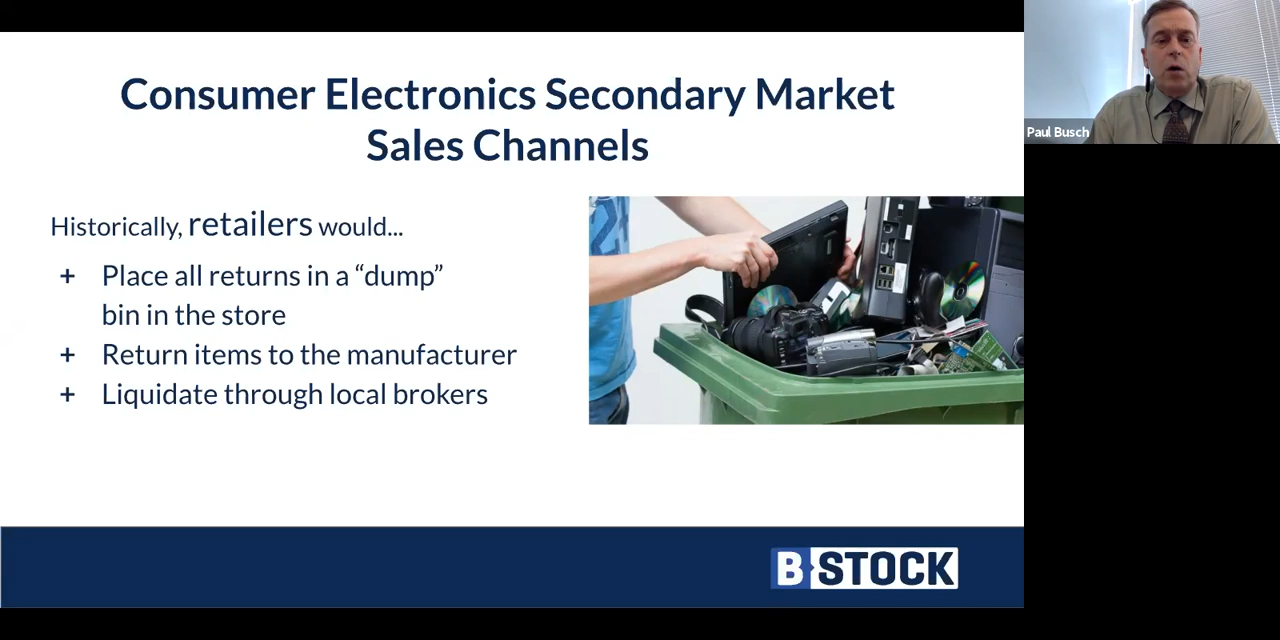 Consumer Electronics Secondary Market
Sales Channels
Historically, retailers would...
+ Place all returns in a “dump”
bin in the store
+ Return items to the manufacturer
+ Liquidate through local brokers
B STOCK
Paul Busch